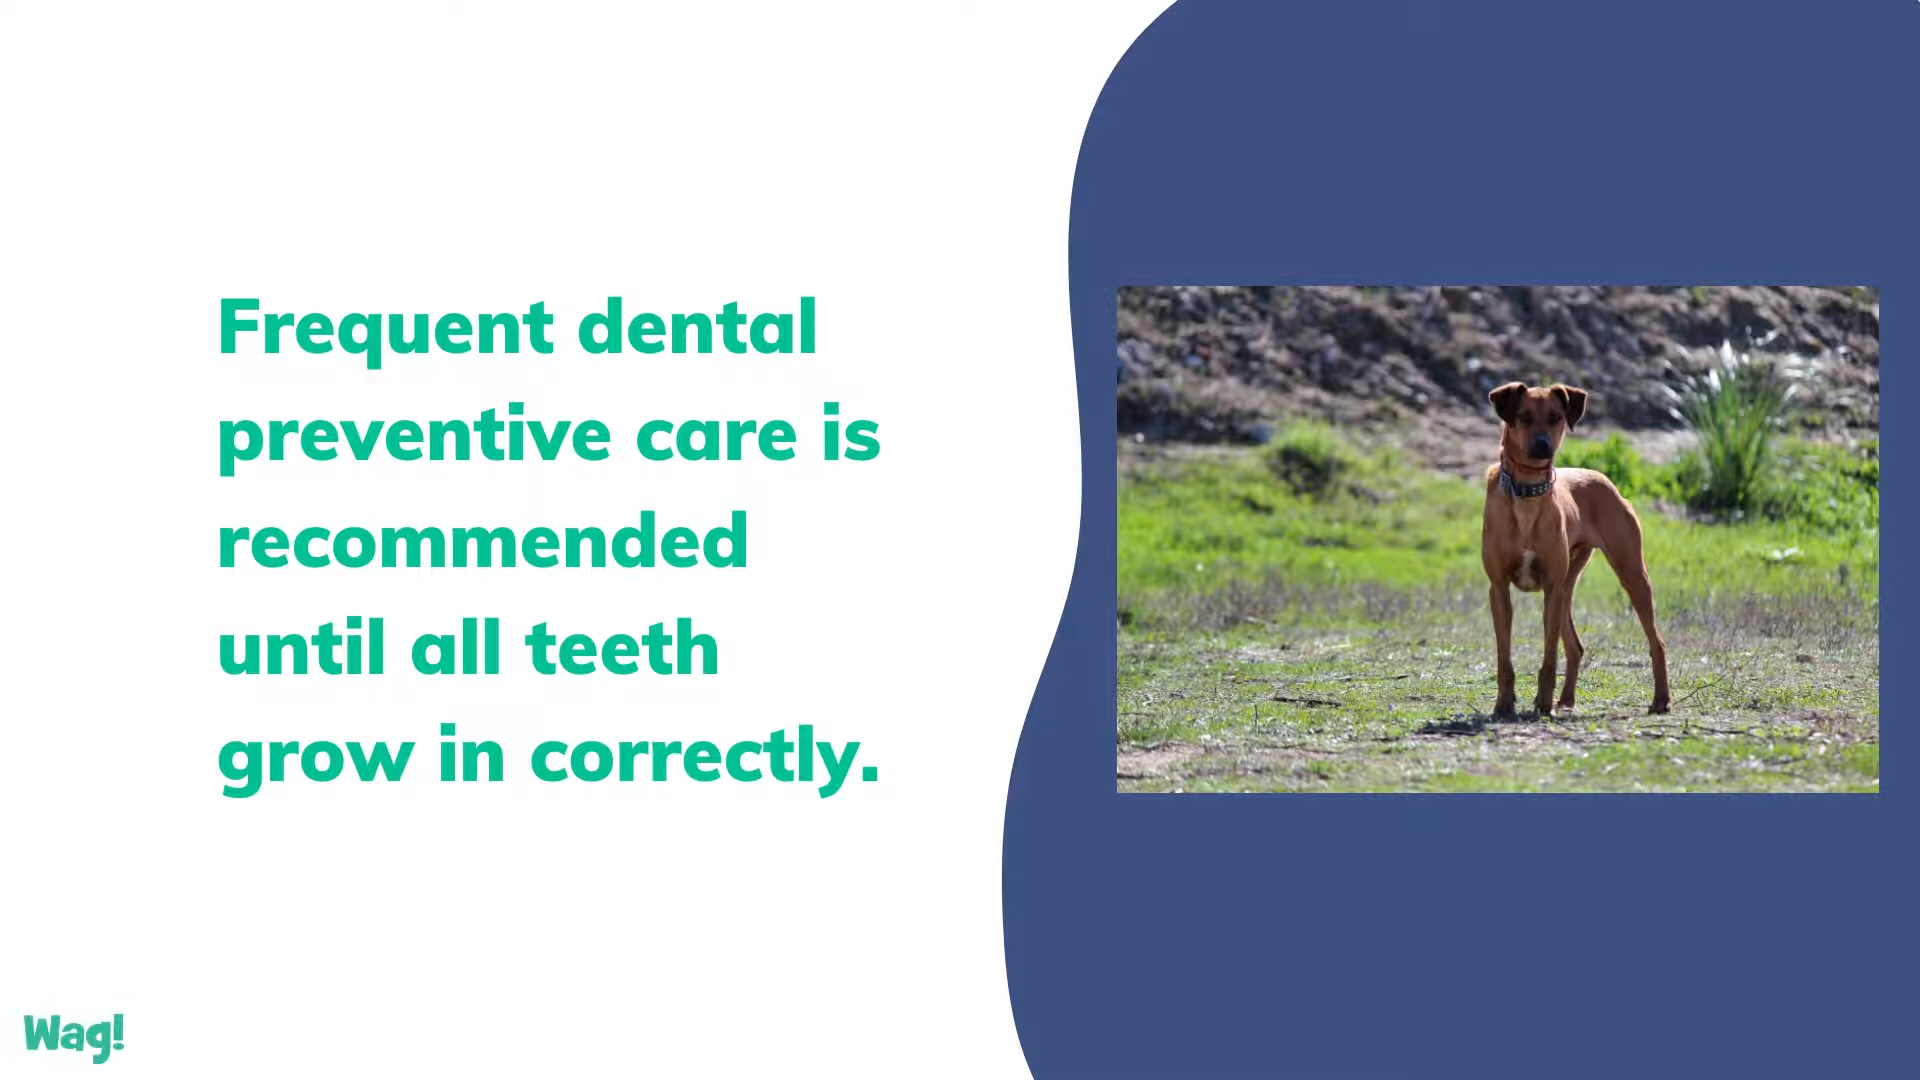 Frequent dental
preventive care is
recommended
until all teeth
grow in correctly.
Wag!